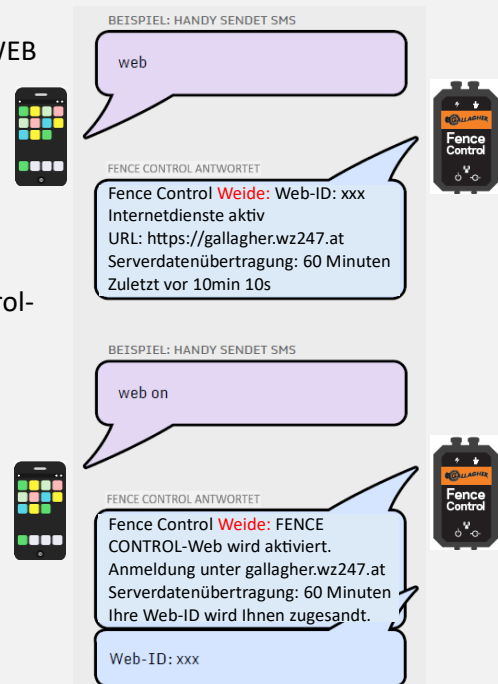 BEISPIEL: HANDY SENDET SMS
WEB
web
GALLAGHER
Fence
Control
FENCE CONTROL ANTWORTET
Fence Control Weide: Web-ID: xxx
Internetdienste aktiv
URL: https://gallagher.wz247.at
Serverdatenübertragung: 60 Minuten
Zuletzt vor 10min 10s
rol-
BEISPIEL: HANDY SENDET SMS
web on
GALLAGHER
Fence
Control
FENCE CONTROL ANTWORTET
Fence Control Weide: FENCE
CONTROL-Web wird aktiviert.
Anmeldung unter gallagher.wz247.at
Serverdatenübertragung: 60 Minuten
Ihre Web-ID wird Ihnen zugesandt.
Web-ID: xxx